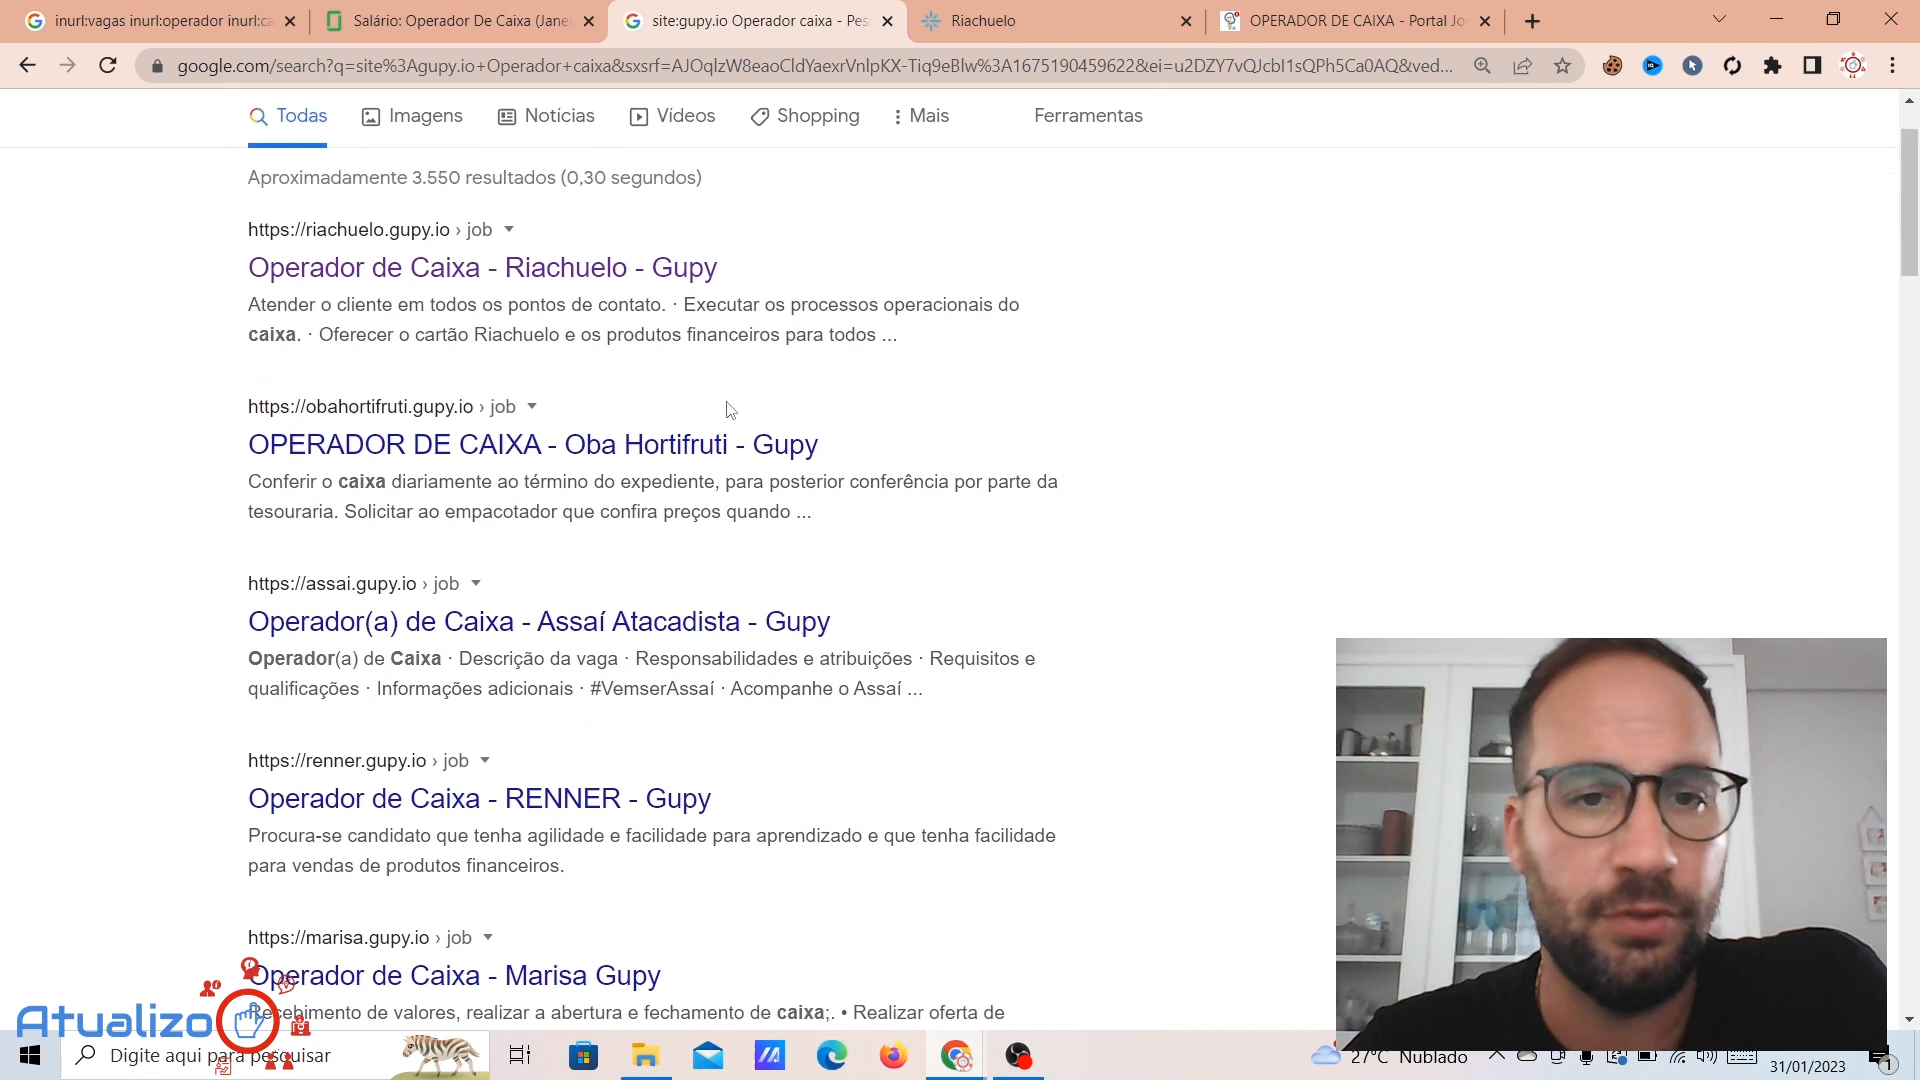 inurl:vagas inurl:operador inurl:ca
Salário: Operador De Caixa (Janei
site:gupy.io Operador caixa - Pes
Riachuelo
OPERADOR DE CAIXA - Portal Jo
google.com/search?q=site%3Agupy.io+Operador+caixa&sxsrf=AJOqlzW8eaoCldYaexrVnlpKX-Tiq9eBlw%3A1675190459622&ei=u2DZY7vQJcbI1sQPh5Ca0AQ&ved...
Todas
Imagens
Notícias
Vídeos
Shopping
Mais
Ferramentas
Aproximadamente 3.550 resultados (0,30 segundos)
https://riachuelo.gupy.io › job
Operador de Caixa - Riachuelo - Gupy
Atender o cliente em todos os pontos de contato. · Executar os processos operacionais do
caixa. · Oferecer o cartão Riachuelo e os produtos financeiros para todos ...
https://obahortifruti.gupy.io › job
OPERADOR DE CAIXA - Oba Hortifruti - Gupy
Conferir o caixa diariamente ao término do expediente, para posterior conferência por parte da
tesouraria. Solicitar ao empacotador que confira preços quando ...
https://assai.gupy.io › job
Operador(a) de Caixa - Assaí Atacadista - Gupy
Operador(a) de Caixa · Descrição da vaga · Responsabilidades e atribuições · Requisitos e
qualificações · Informações adicionais · #VemserAssaí · Acompanhe o Assaí ...
https://renner.gupy.io › job
Operador de Caixa - RENNER - Gupy
Procura-se candidato que tenha agilidade e facilidade para aprendizado e que tenha facilidade
para vendas de produtos financeiros.
https://marisa.gupy.io › job
Operador de Caixa - Marisa Gupy
Recebimento de valores, realizar a abertura e fechamento de caixa;. • Realizar oferta de
Atualizo
Digite aqui para pesquisar
27°C Nublado
31/01/2023
1